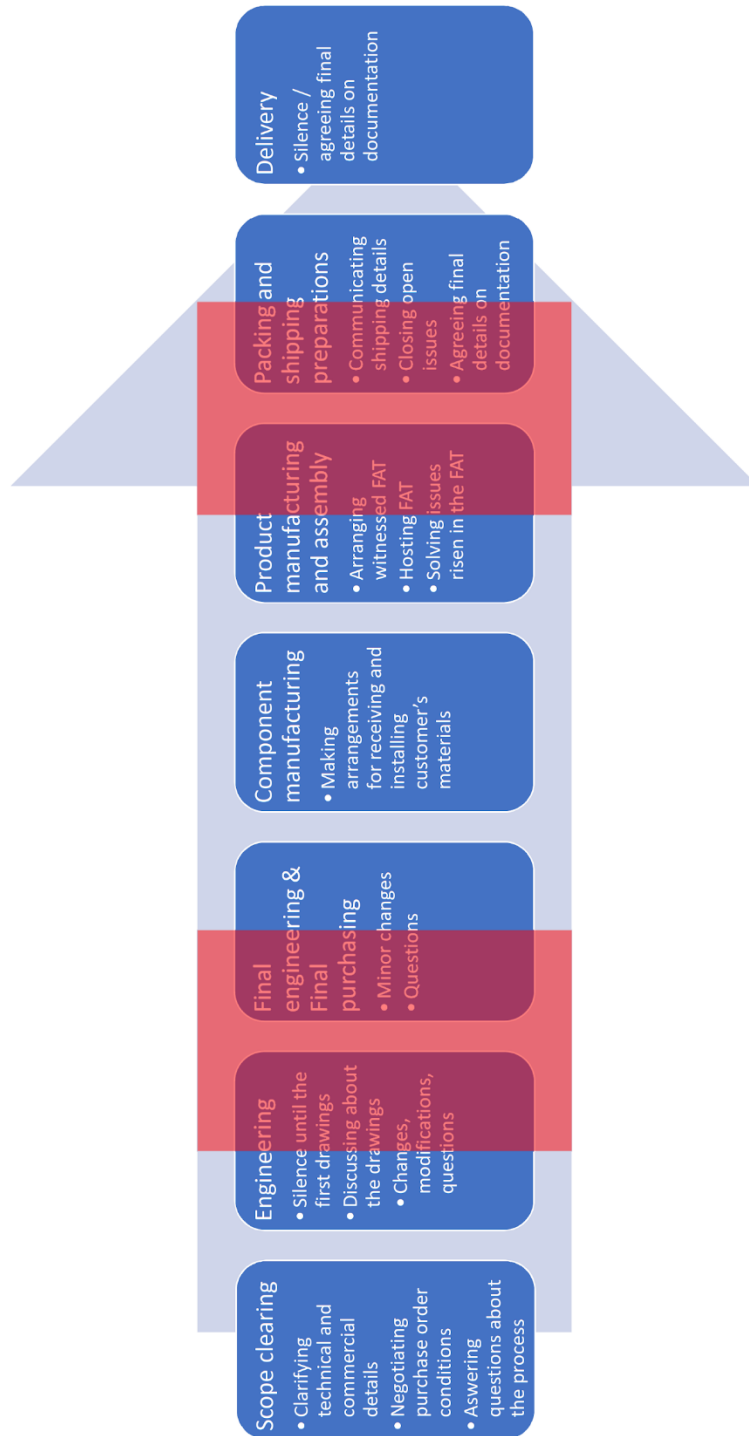 Scope clearing
• Clarifying
technical and
commercial
details
• Negotiating
purchase order
conditions
• Aswering
questions about
the process
Engineering
• Silence until the
first drawings
• Discussing about
the drawings
• Changes,
modifications,
questions
Final
engineering &
Final
purchasing
• Minor changes
• Questions
Component
manufacturing
• Making
arrangements
for receiving and
installing
customer’s
materials
Product
manufacturing
and assembly
• Arranging
witnessed FAT
• Hosting FAT
• Solving issues
risen in the FAT
Packing and
shipping
preparations
• Communicating
shipping details
• Closing open
issues
• Agreeing final
details on
documentation
Delivery
• Silence /
agreeing final
details on
documentation